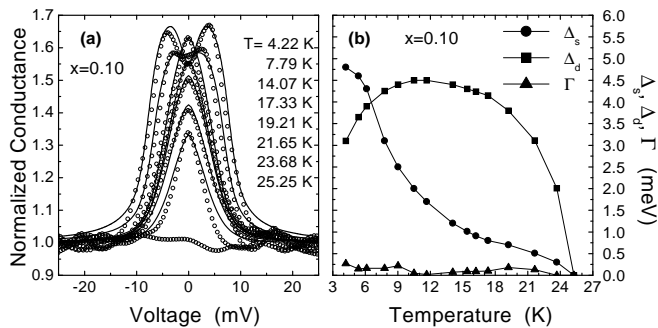 (a)
x=0.10
T= 4.22 K
7.79 K
14.07 K
17.33 K
19.21 K
21.65 K
23.68 K
25.25 K
1.7
1.6
1.5
1.4
1.3
1.2
1.1
1.0
0.9
Normalized Conductance
-20 -10 0 10 20
Voltage (mV)
(b) x=0.10
Δs
Δd
Γ
6.0
5.5
5.0
4.5
4.0
3.5
3.0
2.5
2.0
1.5
1.0
0.5
0.0
Δs, Δd, Γ (meV)
3 6 9 12 15 18 21 24 27
Temperature (K)